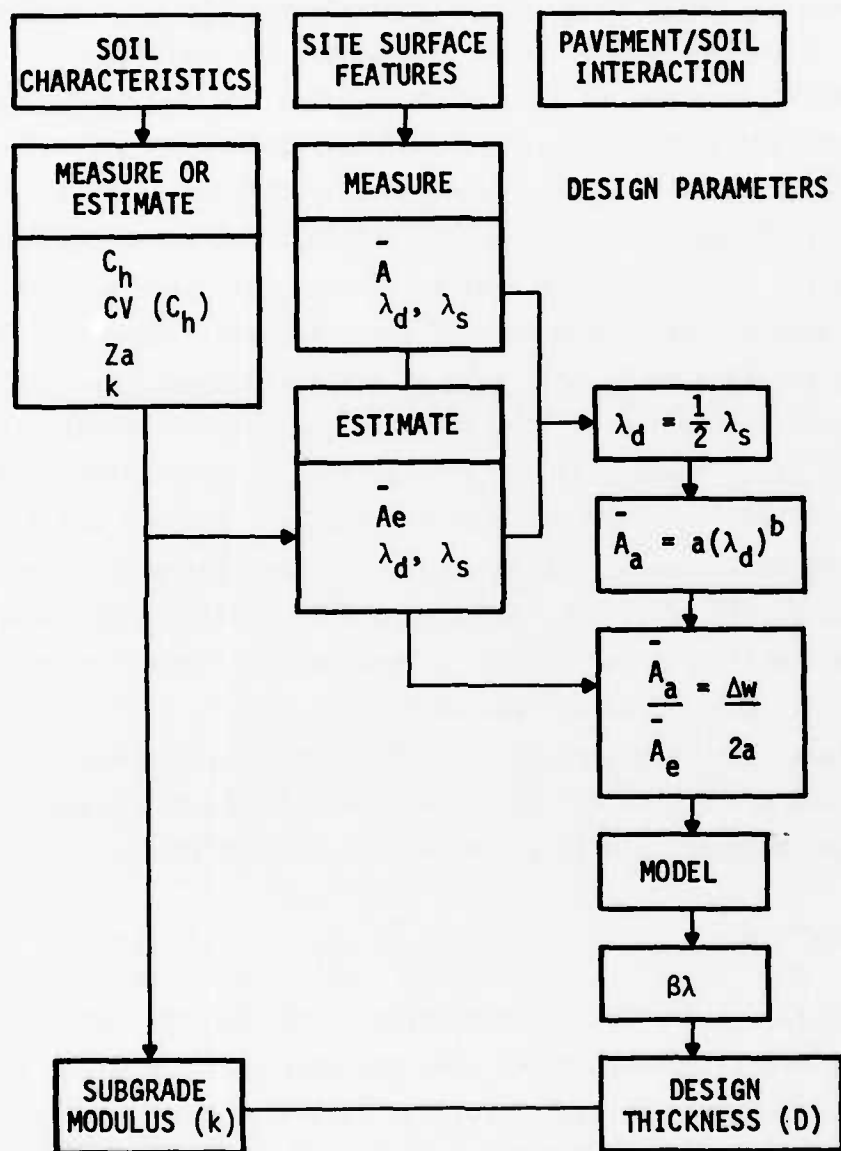 SOIL
CHARACTERISTICS
SITE SURFACE
FEATURES
PAVEMENT/SOIL
INTERACTION
MEASURE OR
ESTIMATE
C_h
CV (C_h)
Za
k
MEASURE
Ā
λ_d, λ_s
DESIGN PARAMETERS
ESTIMATE
Āe
λ_d, λ_s
λ_d = 1/2 λ_s
Ā_a = a(λ_d)^b
Ā_a / Ā_e = Δw / 2a
MODEL
βλ
SUBGRADE
MODULUS (k)
DESIGN
THICKNESS (D)